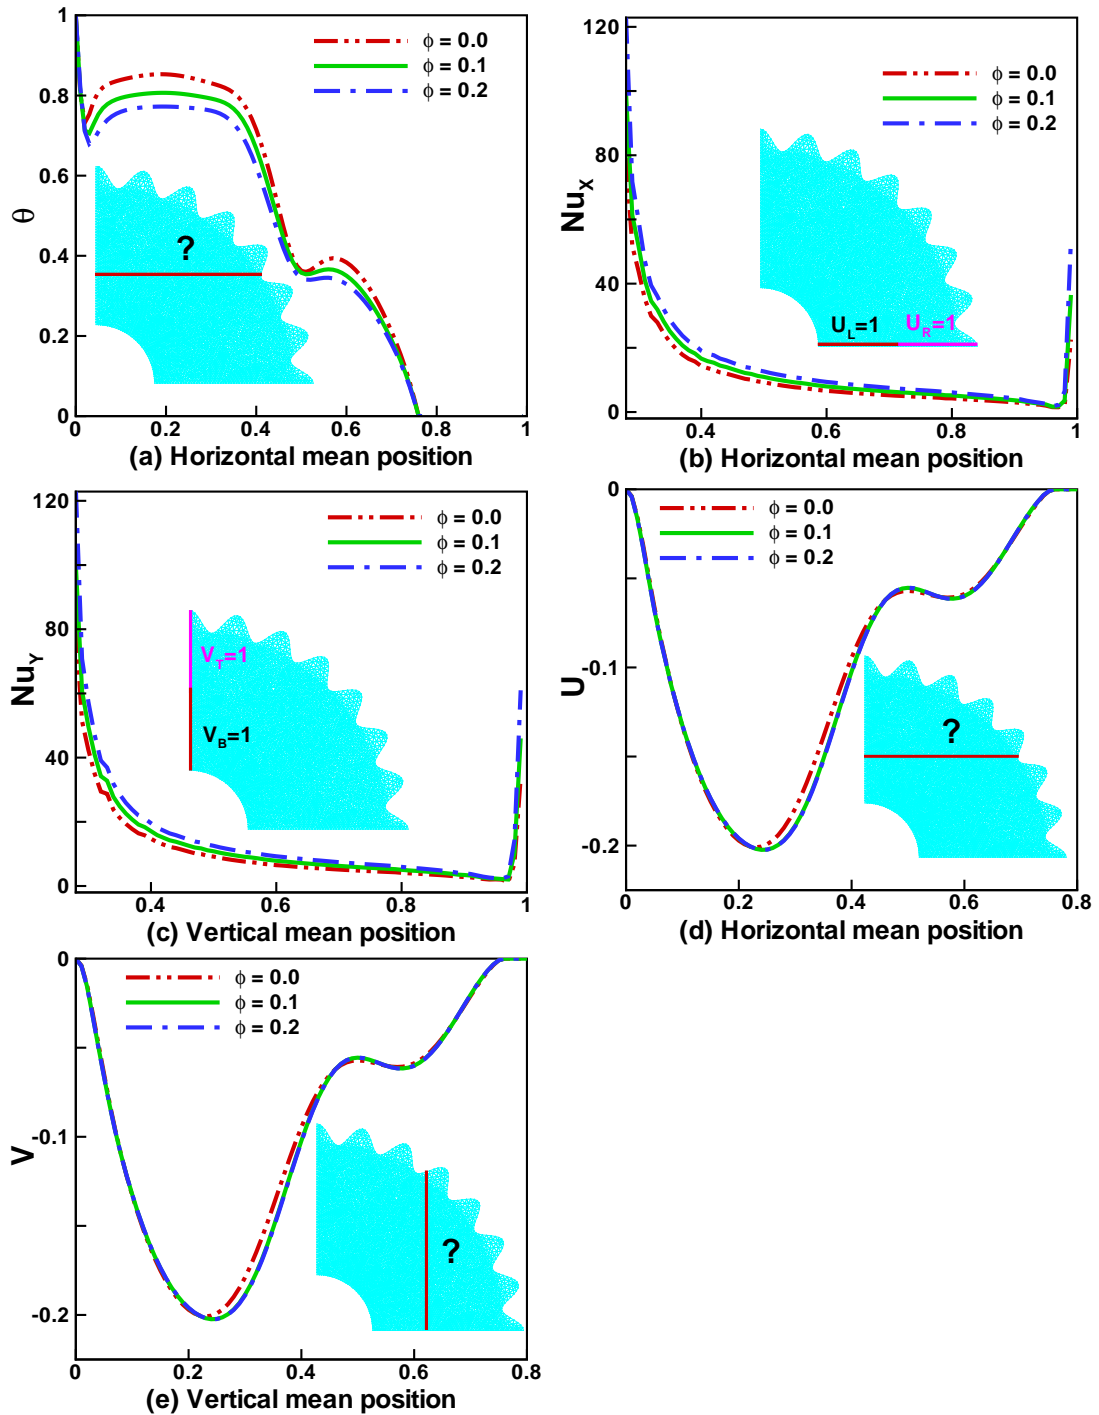 1
0.8
0.6
0.4
0.2
0
θ
ϕ = 0.0
ϕ = 0.1
ϕ = 0.2
?
0 0.2 0.4 0.6 0.8 1
(a) Horizontal mean position
120
80
40
0
Nu_X
ϕ = 0.0
ϕ = 0.1
ϕ = 0.2
U_L=1 U_R=1
0.4 0.6 0.8 1
(b) Horizontal mean position
120
80
40
0
Nu_Y
ϕ = 0.0
ϕ = 0.1
ϕ = 0.2
V_T=1
V_B=1
0.4 0.6 0.8 1
(c) Vertical mean position
0
-0.1
-0.2
U
ϕ = 0.0
ϕ = 0.1
ϕ = 0.2
?
0 0.2 0.4 0.6 0.8
(d) Horizontal mean position
0
-0.1
-0.2
V
ϕ = 0.0
ϕ = 0.1
ϕ = 0.2
?
0 0.2 0.4 0.6 0.8
(e) Vertical mean position